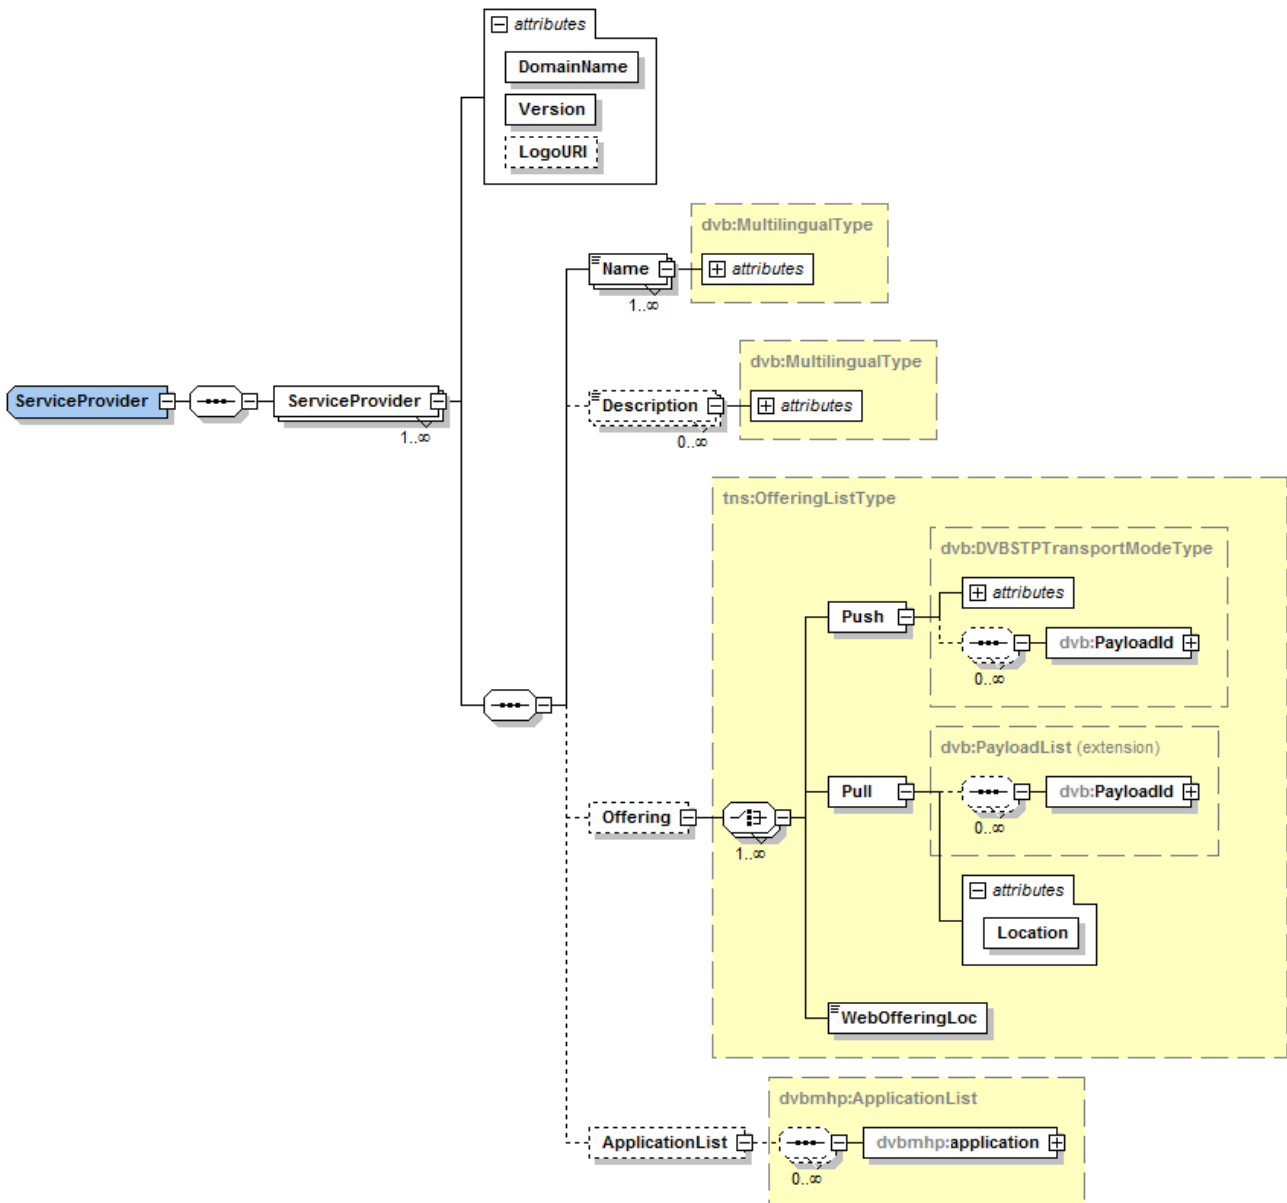 attributes
DomainName
Version
LogoURI
dvb:MultilingualType
Name
attributes
1..∞
dvb:MultilingualType
ServiceProvider
ServiceProvider
1..∞
Description
attributes
0..∞
tns:OfferingListType
dvb:DVBSTPTransportModeType
attributes
Push
dvb:PayloadId
0..∞
dvb:PayloadList (extension)
Pull
dvb:PayloadId
0..∞
Offering
1..∞
attributes
Location
WebOfferingLoc
dvbmhp:ApplicationList
ApplicationList
dvbmhp:application
0..∞